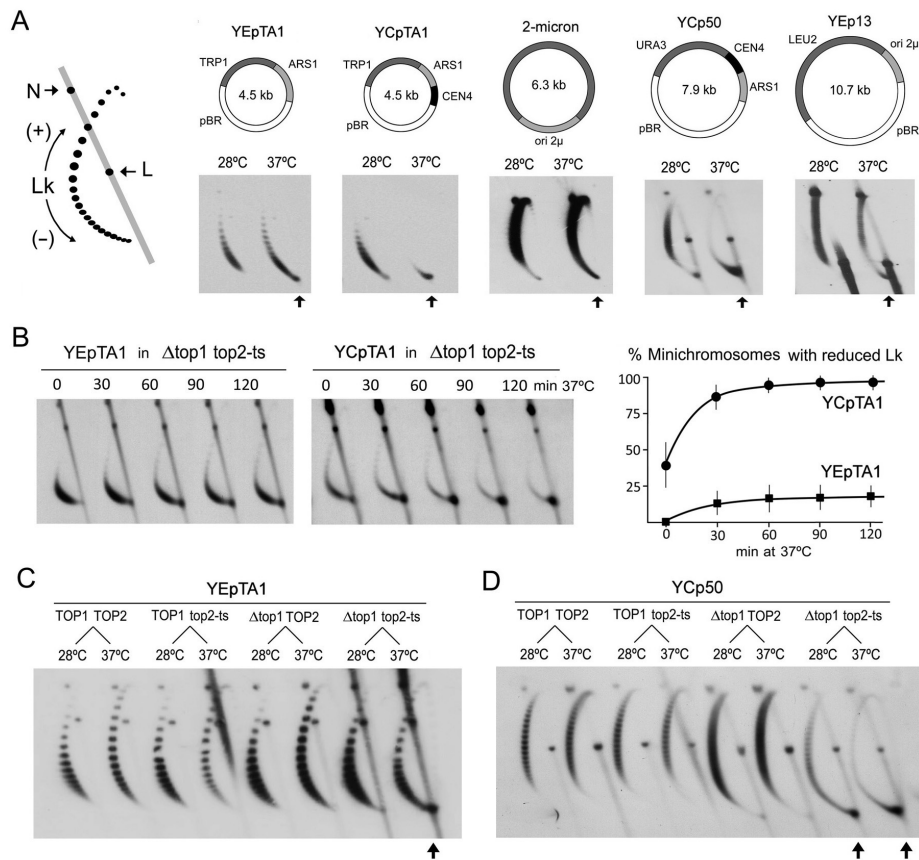 A
YEpTA1
YCpTA1
2-micron
YCp50
YEp13
TRP1
ARS1
4.5 kb
pBR
TRP1
ARS1
CEN4
4.5 kb
pBR
6.3 kb
ori 2µ
URA3
CEN4
ARS1
7.9 kb
pBR
LEU2
ori 2µ
10.7 kb
pBR
N
(+)
Lk
L
(–)
28ºC 37ºC
28ºC 37ºC
28ºC 37ºC
28ºC 37ºC
28ºC 37ºC
B
YEpTA1 in Δtop1 top2-ts
0 30 60 90 120
YCpTA1 in Δtop1 top2-ts
0 30 60 90 120 min 37ºC
% Minichromosomes with reduced Lk
100
75
50
25
YCpTA1
YEpTA1
0 30 60 90 120
min at 37ºC
C
YEpTA1
TOP1 TOP2 TOP1 top2-ts Δtop1 TOP2 Δtop1 top2-ts
28ºC 37ºC 28ºC 37ºC 28ºC 37ºC 28ºC 37ºC
D
YCp50
TOP1 TOP2 TOP1 top2-ts Δtop1 TOP2 Δtop1 top2-ts
28ºC 37ºC 28ºC 37ºC 28ºC 37ºC 28ºC 37ºC